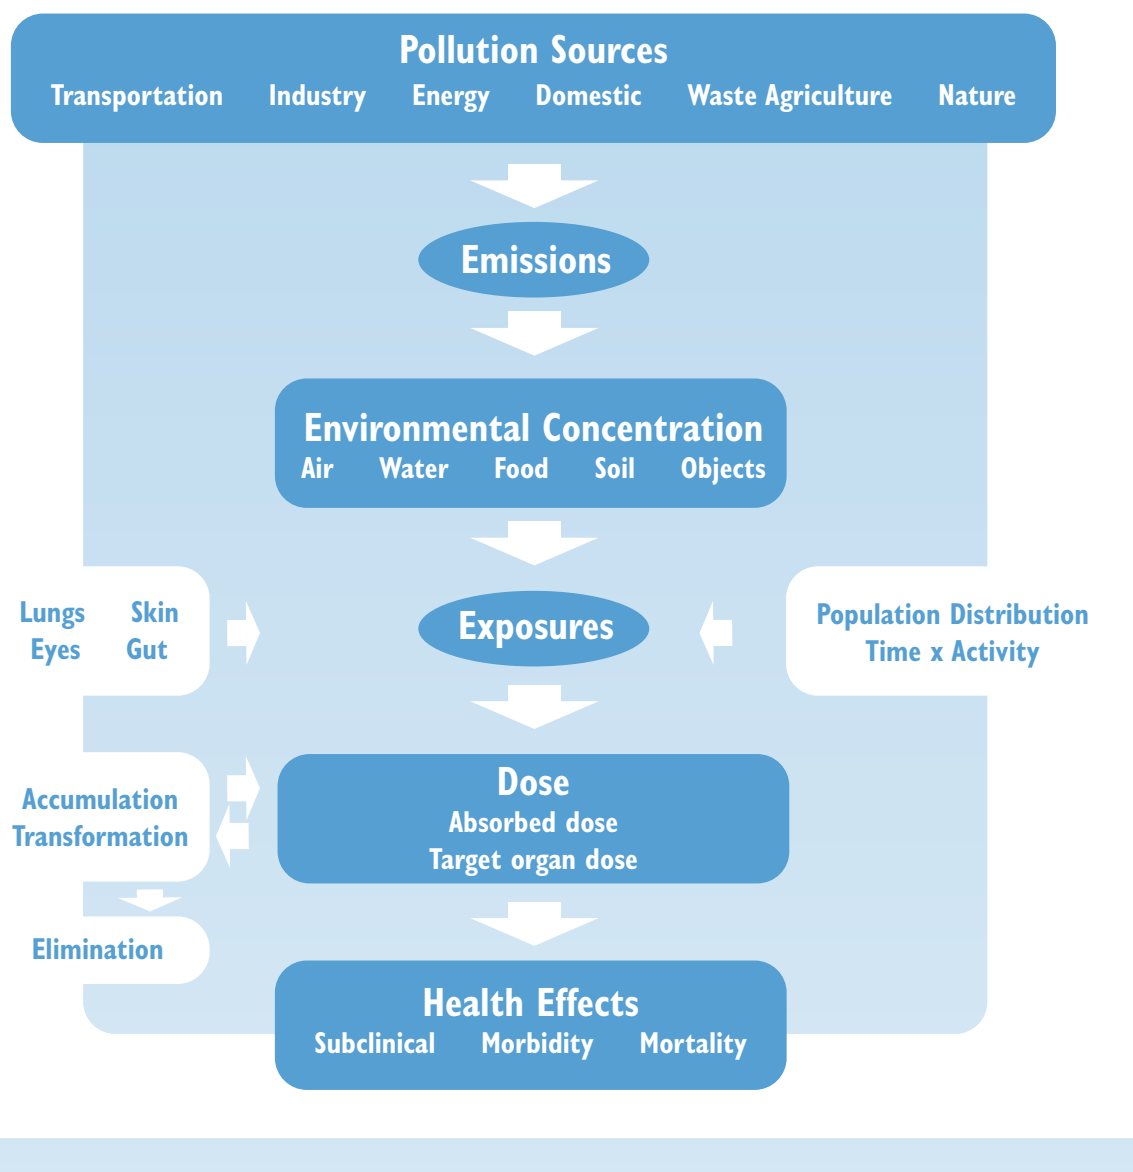 Pollution Sources
Transportation Industry Energy Domestic Waste Agriculture Nature
Emissions
Environmental Concentration
Air Water Food Soil Objects
Lungs Skin
Eyes Gut
Exposures
Population Distribution
Time x Activity
Accumulation
Transformation
Dose
Absorbed dose
Target organ dose
Elimination
Health Effects
Subclinical Morbidity Mortality